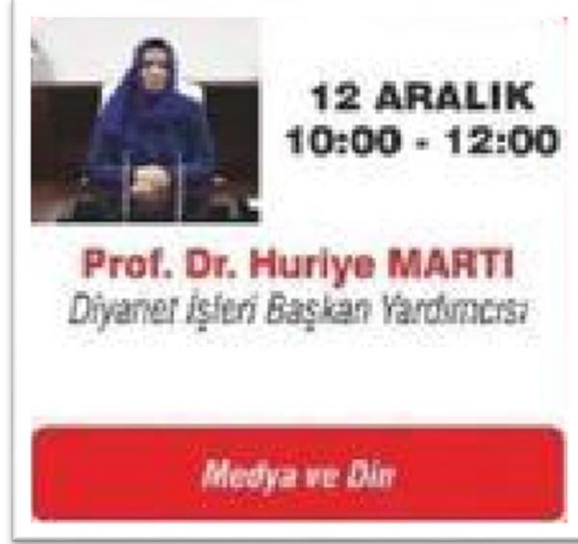 12 ARALIK
10:00 - 12:00
Prof. Dr. Huriye MARTI
Diyanet İşleri Başkan Yardımcısı
Medya ve Din